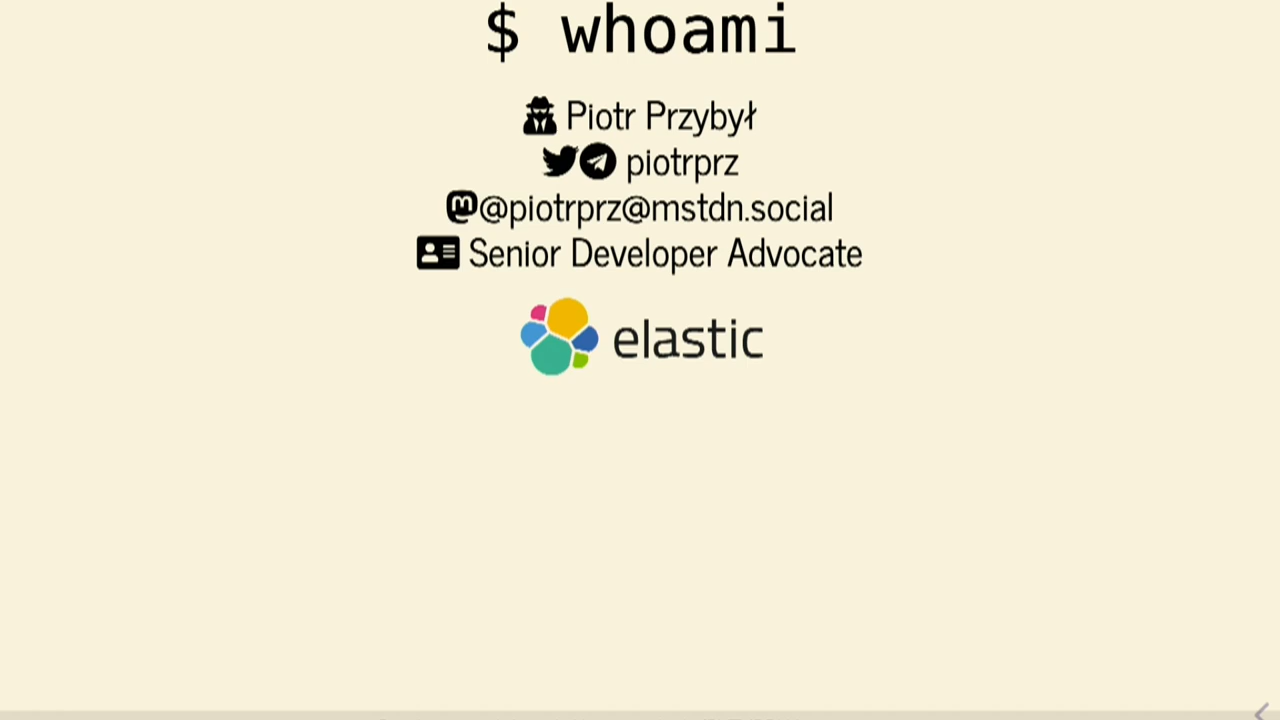 $ whoami
Piotr Przybył
piotrprz
@piotrprz@mstdn.social
Senior Developer Advocate
elastic